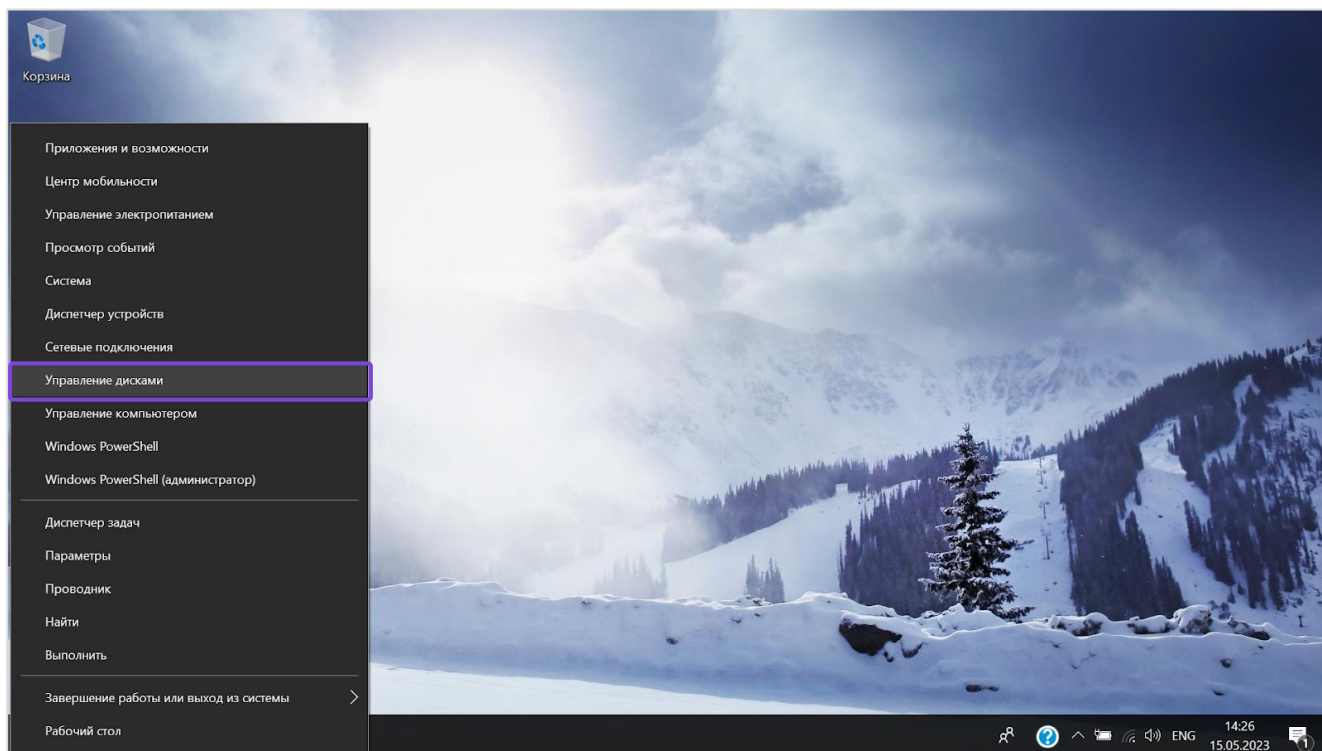 Корзина
Приложения и возможности
Центр мобильности
Управление электропитанием
Просмотр событий
Система
Диспетчер устройств
Сетевые подключения
Управление дисками
Управление компьютером
Windows PowerShell
Windows PowerShell (администратор)
Диспетчер задач
Параметры
Проводник
Найти
Выполнить
Завершение работы или выход из системы
Рабочий стол
ENG
14:26
15.05.2023
1